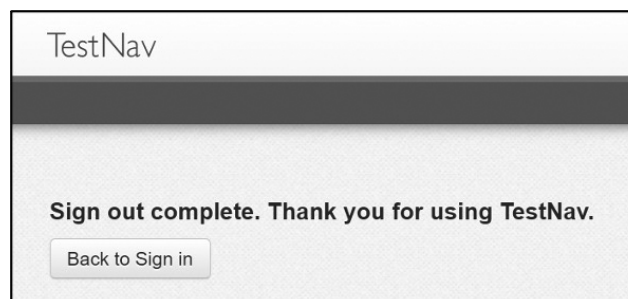 TestNav
Sign out complete. Thank you for using TestNav.
Back to Sign in